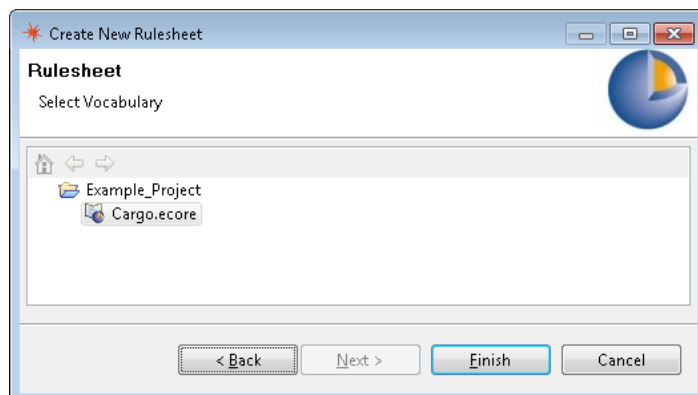 Create New Rulesheet
Rulesheet
Select Vocabulary
Example_Project
Cargo.ecore
< Back
Next >
Finish
Cancel